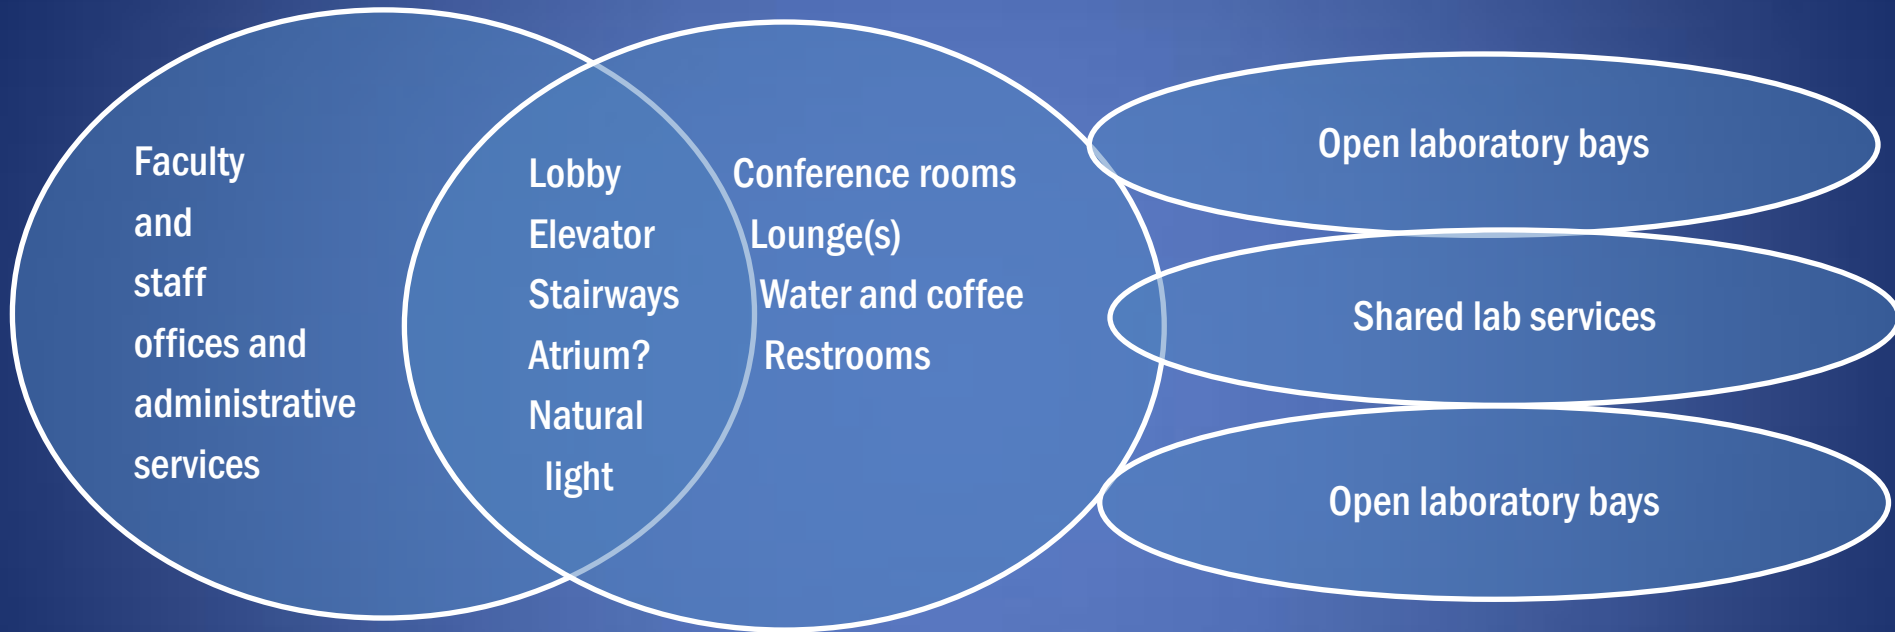 Faculty
and
staff
offices and
administrative
services
Lobby
Elevator
Stairways
Atrium?
Natural
light
Conference rooms
Lounge(s)
Water and coffee
Restrooms
Open laboratory bays
Shared lab services
Open laboratory bays